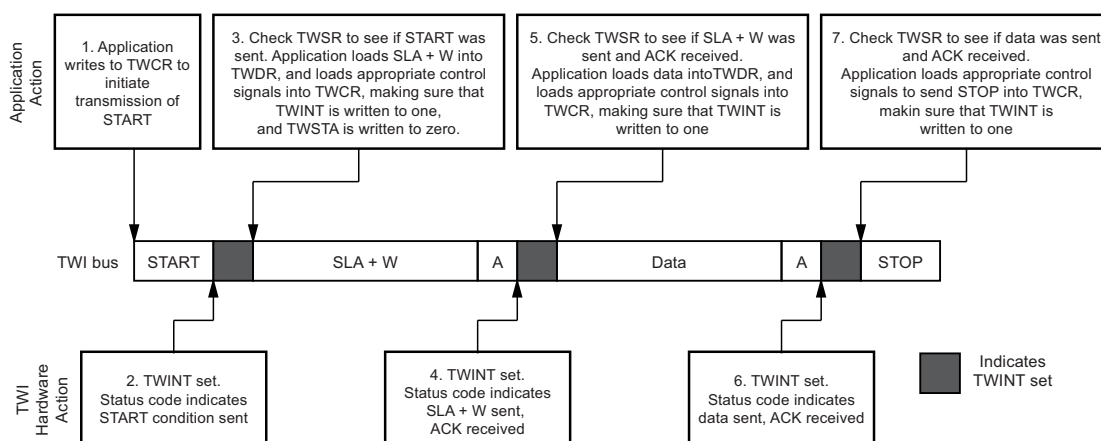 Application
Action
1. Application
writes to TWCR to
initiate
transmission of
START
3. Check TWSR to see if START was
sent. Application loads SLA + W into
TWDR, and loads appropriate control
signals into TWCR, making sure that
TWINT is written to one,
and TWSTA is written to zero.
5. Check TWSR to see if SLA + W was
sent and ACK received.
Application loads data intoTWDR, and
loads appropriate control signals into
TWCR, making sure that TWINT is
written to one
7. Check TWSR to see if data was sent
and ACK received.
Application loads appropriate control
signals to send STOP into TWCR,
makin sure that TWINT is
written to one
TWI bus
START
SLA + W
A
Data
A
STOP
TWI
Hardware
Action
2. TWINT set.
Status code indicates
START condition sent
4. TWINT set.
Status code indicates
SLA + W sent,
ACK received
6. TWINT set.
Status code indicates
data sent, ACK received
Indicates
TWINT set